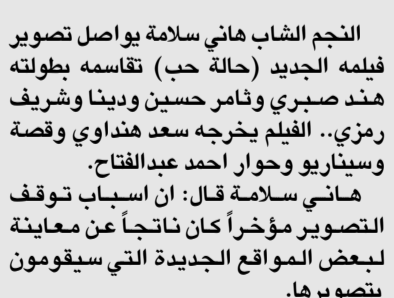 النجم الشاب هاني سلامة يواصل تصوير
فيلمه الجديد (حالة حب) تقاسمه بطولته
هند صبري وثامر حسين ودينا وشريف
رمزي.. الفيلم يخرجه سعد هنداوي وقصة
وسيناريو وحوار احمد عبدالفتاح.
هاني سلامة قال: ان اسباب توقف
التصوير مؤخراً كان ناتجاً عن معاينة
لبعض المواقع الجديدة التي سيقومون
بتصويرها.